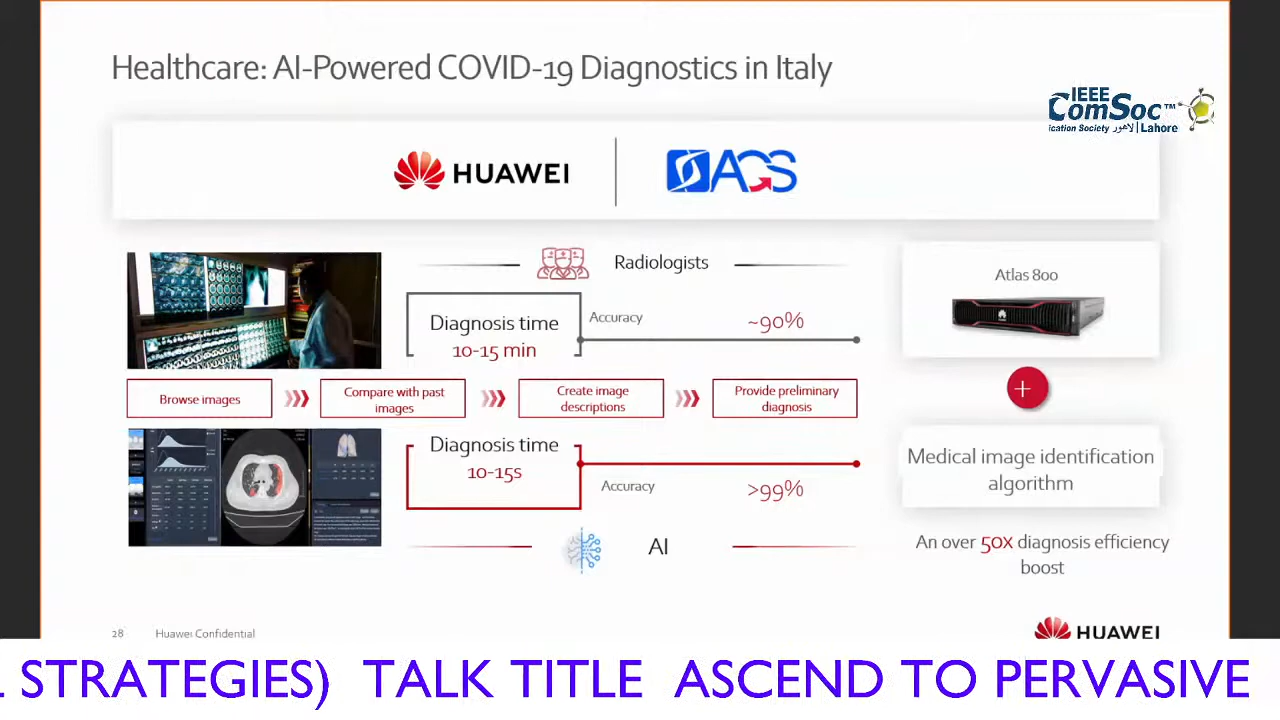 Healthcare: AI-Powered COVID-19 Diagnostics in Italy
IEEE
ComSoc™
ication Society لاهور | Lahore
HUAWEI
AOS
Radiologists
Atlas 800
Diagnosis time
10-15 min
Accuracy
~90%
Browse images
Compare with past
images
Create image
descriptions
Provide preliminary
diagnosis
+
Diagnosis time
10-15s
Accuracy
>99%
Medical image identification
algorithm
AI
An over 50X diagnosis efficiency
boost
28
Huawei Confidential
HUAWEI
STRATEGIES) TALK TITLE ASCEND TO PERVASIVE